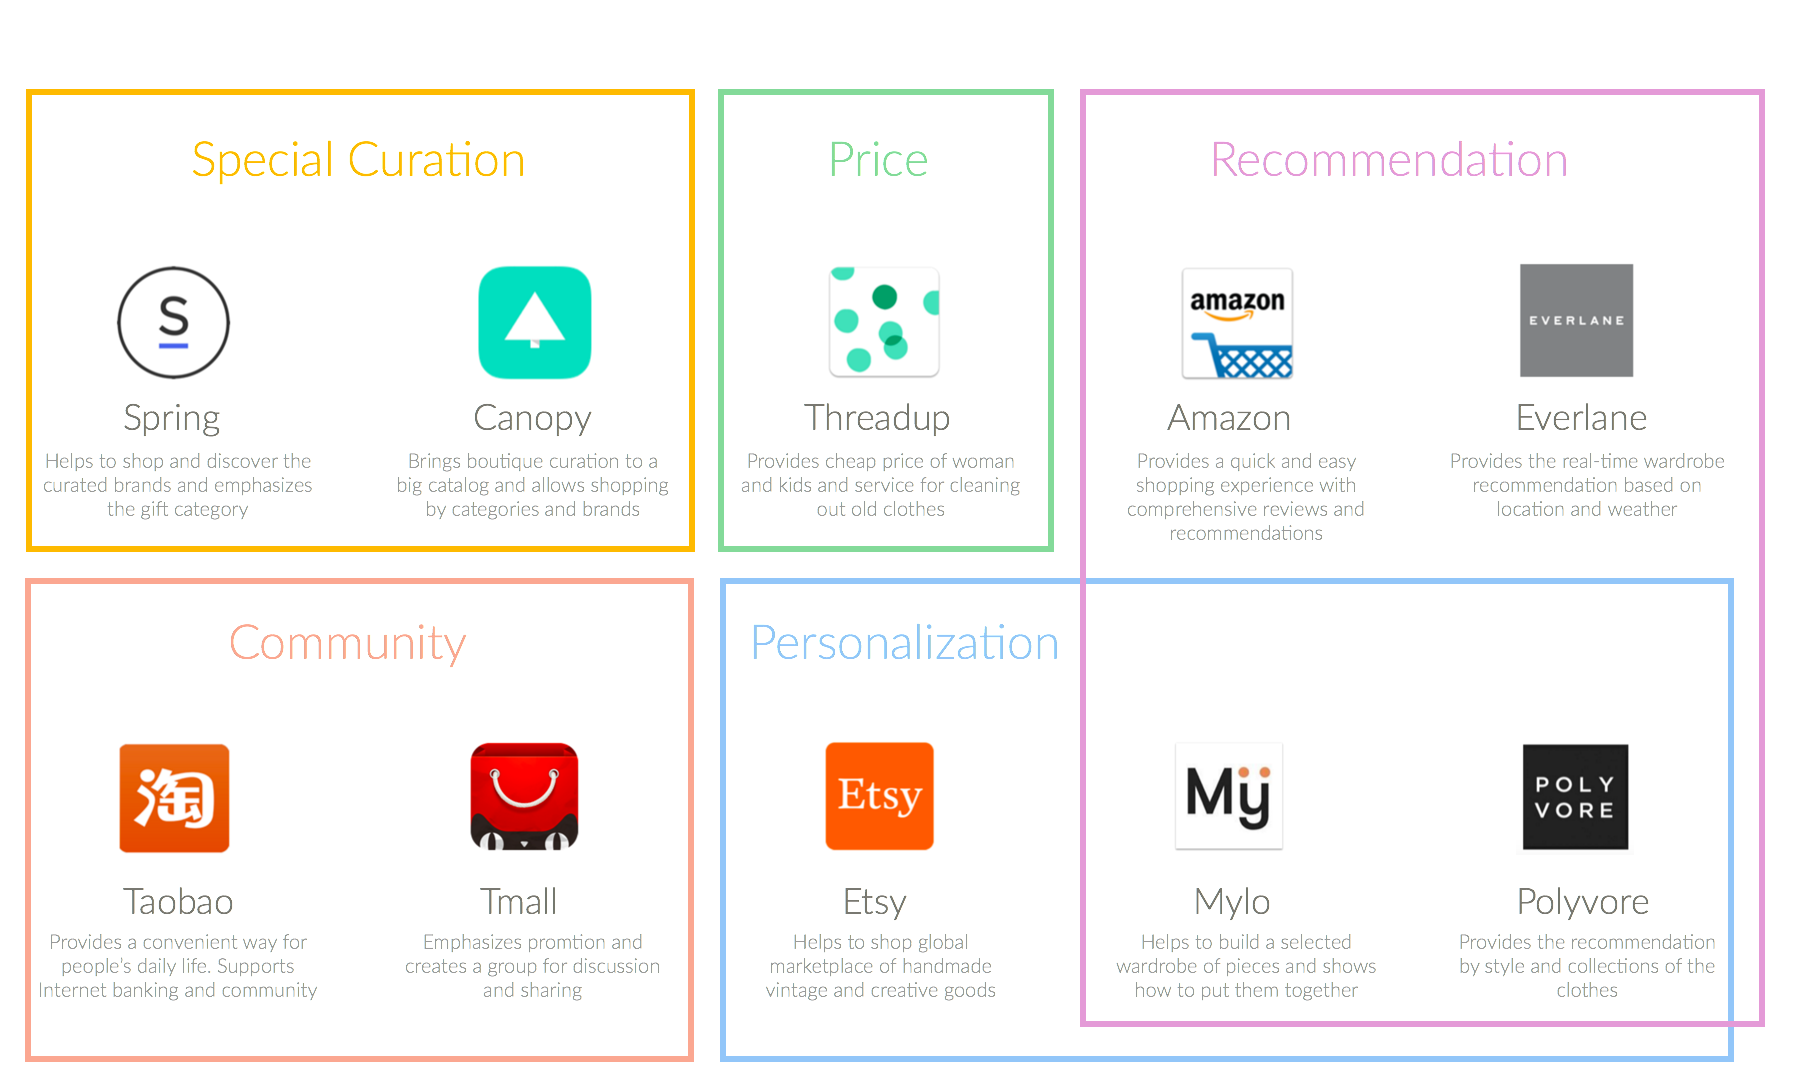 Special Curation
S
Spring
Helps to shop and discover the
curated brands and emphasizes
the gift category
Canopy
Brings boutique curation to a
big catalog and allows shopping
by categories and brands
Price
Threadup
Provides cheap price of woman
and kids and service for cleaning
out old clothes
Recommendation
amazon
Amazon
Provides a quick and easy
shopping experience with
comprehensive reviews and
recommendations
EVERLANE
Everlane
Provides the real-time wardrobe
recommendation based on
location and weather
Community
淘
Taobao
Provides a convenient way for
people's daily life. Supports
Internet banking and community
Tmall
Emphasizes promtion and
creates a group for discussion
and sharing
Personalization
Etsy
Etsy
Helps to shop global
marketplace of handmade
vintage and creative goods
Mÿ
Mylo
Helps to build a selected
wardrobe of pieces and shows
how to put them together
POLY
VORE
Polyvore
Provides the recommendation
by style and collections of the
clothes